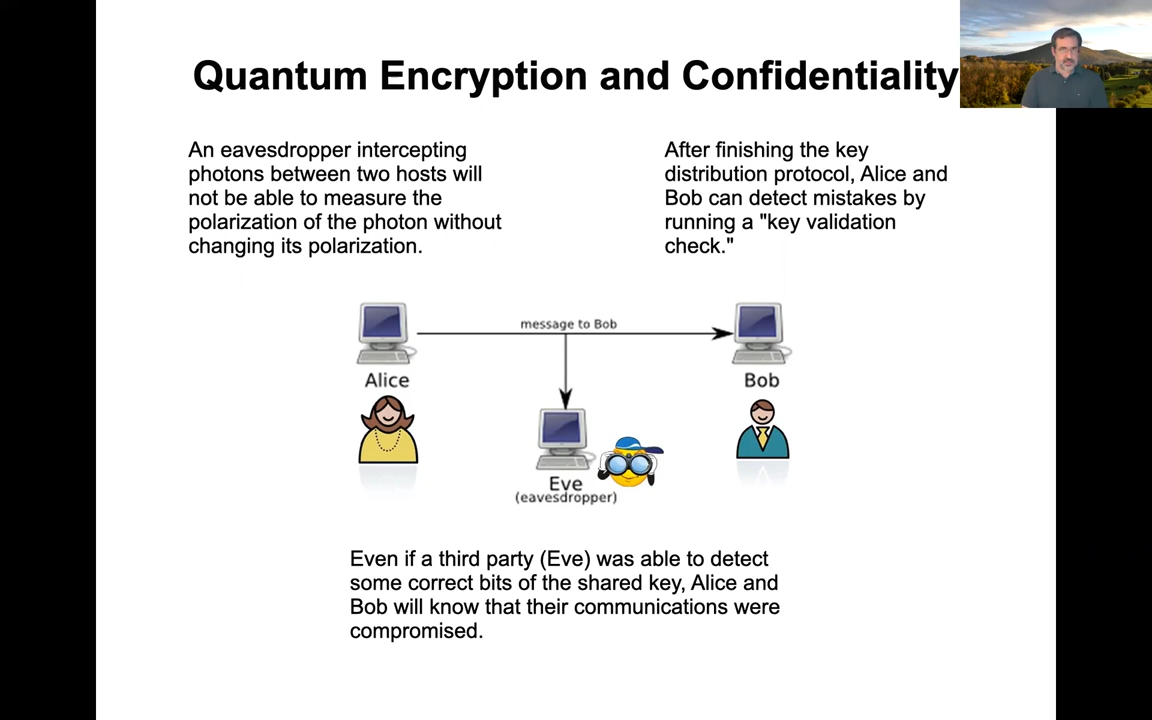 Quantum Encryption and Confidentiality
An eavesdropper intercepting
photons between two hosts will
not be able to measure the
polarization of the photon without
changing its polarization.
After finishing the key
distribution protocol, Alice and
Bob can detect mistakes by
running a "key validation
check."
message to Bob
Alice
Bob
Eve
(eavesdropper)
Even if a third party (Eve) was able to detect
some correct bits of the shared key, Alice and
Bob will know that their communications were
compromised.